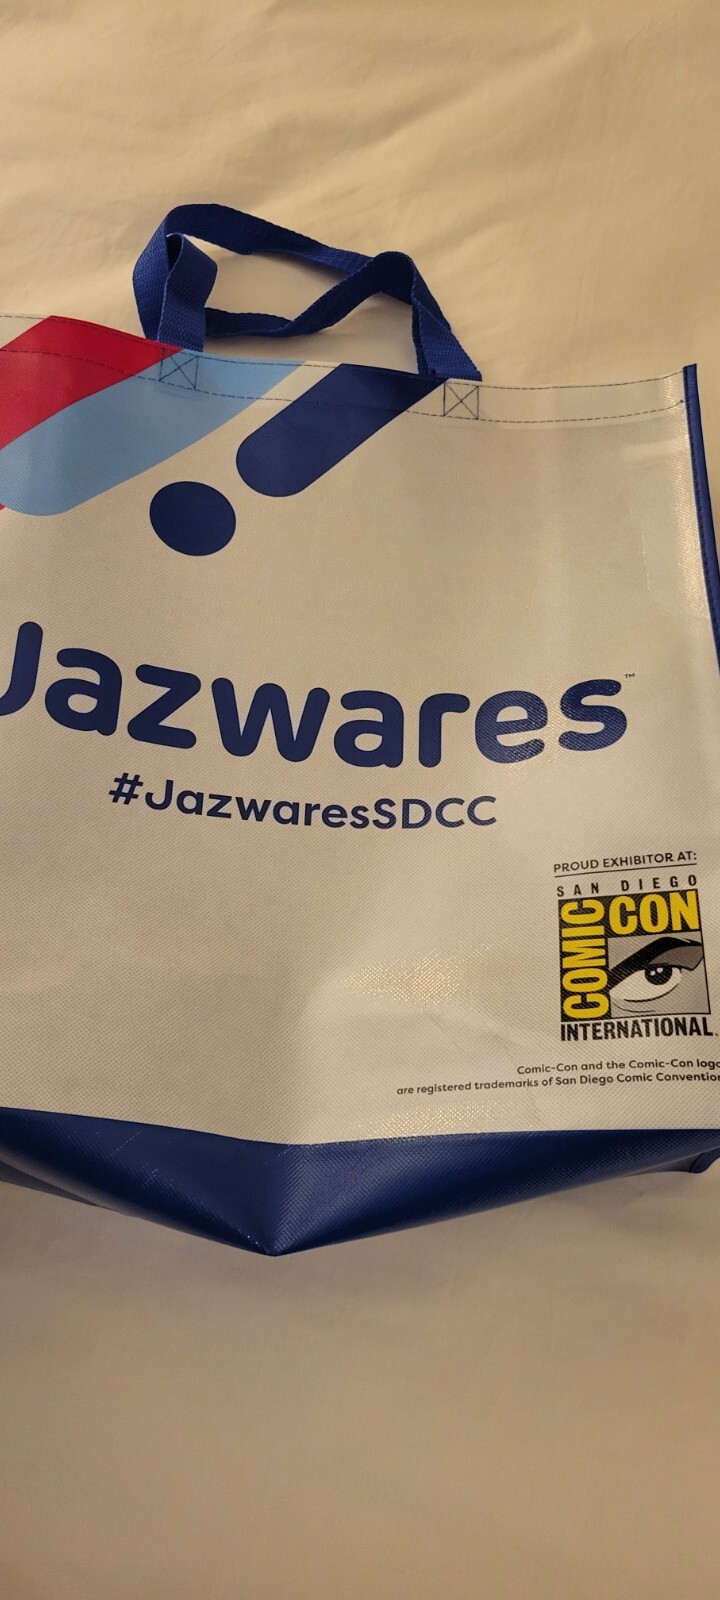 Jazwares™
#JazwaresSDCC
PROUD EXHIBITOR AT:
SAN DIEGO
COMIC CON
INTERNATIONAL.
Comic-Con and the Comic-Con logo
are registered trademarks of San Diego Comic Convention